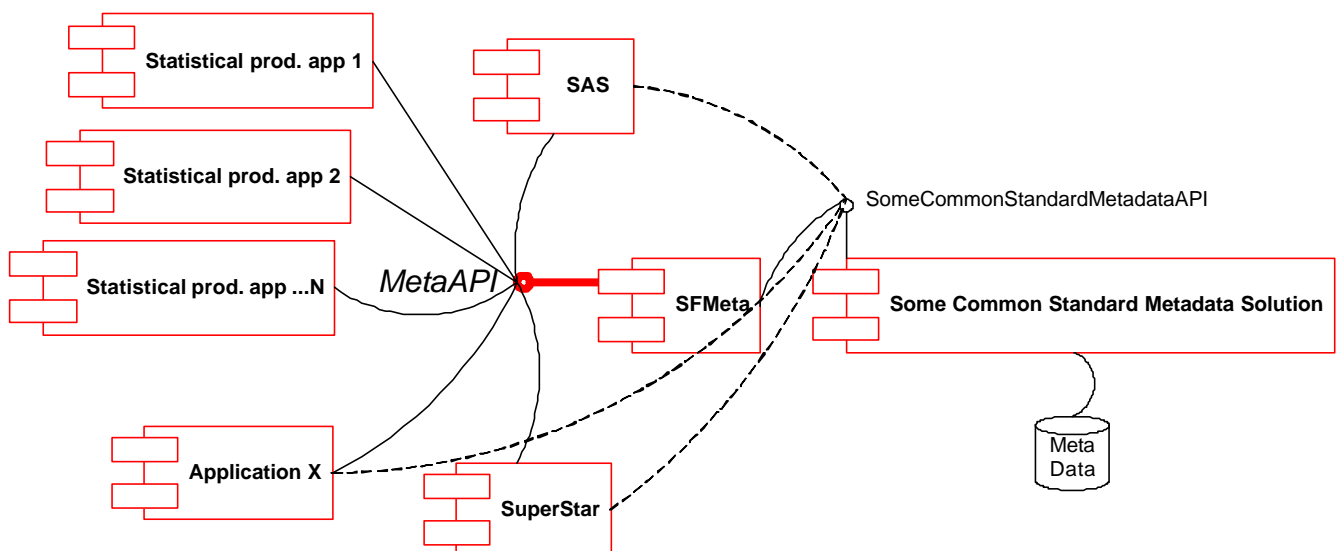 Statistical prod. app 1
SAS
Statistical prod. app 2
SomeCommonStandardMetadataAPI
Statistical prod. app ...N
MetaAPI
SFMeta
Some Common Standard Metadata Solution
Meta
Data
Application X
SuperStar